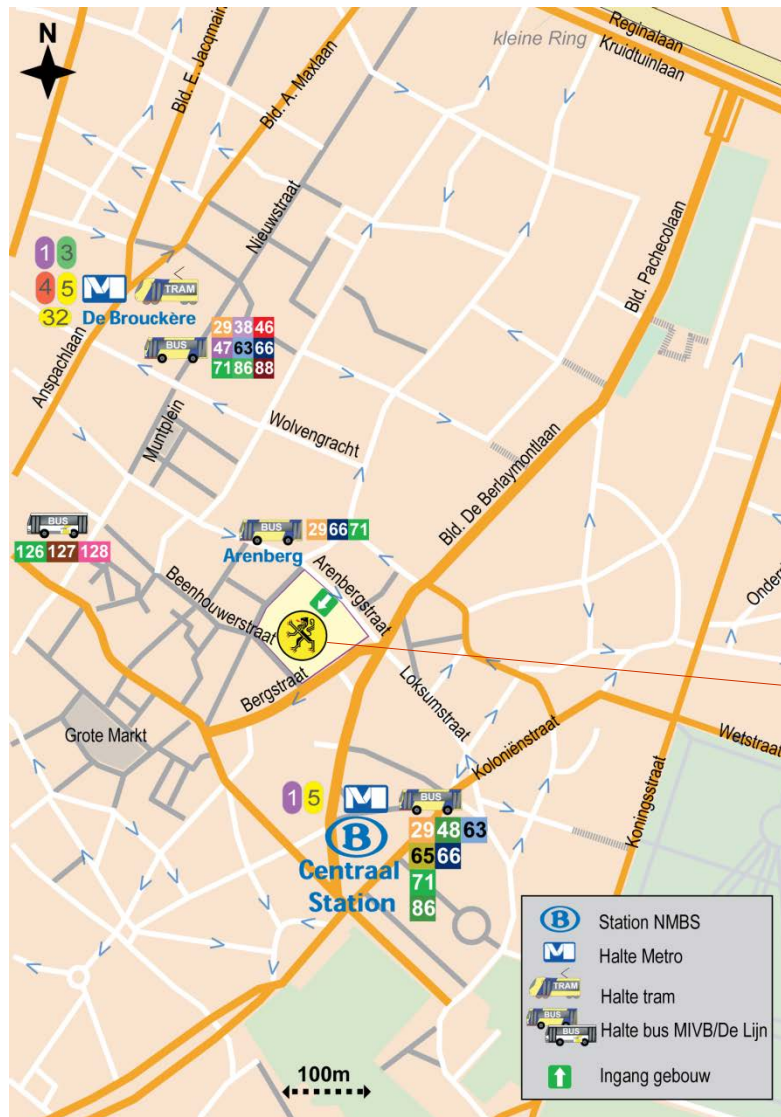 N
Bld. E. Jacqmain
Bld. A. Maxlaan
kleine Ring
Reginalaan
Kruidtuinlaan
Nieuwstraat
Bld. Pachecolaan
1 3
4 5
32
M
TRAM
De Brouckère
BUS
29 38 46
47 63 66
71 86 88
Anspachlaan
Muntplein
Wolvengracht
Bld. De Berlaymontlaan
BUS
126 127 128
BUS
29 66 71
Arenberg
Beenhouwerstraat
Arenbergstraat
Bergstraat
Loksumstraat
Grote Markt
Koloniënstraat
Wetstraat
Koningsstraat
1 5
M
BUS
B
Centraal
Station
29 48 63
65 66
71
86
B
Station NMBS
M
Halte Metro
TRAM
Halte tram
BUS
BUS
Halte bus MIVB/De Lijn
Ingang gebouw
100m